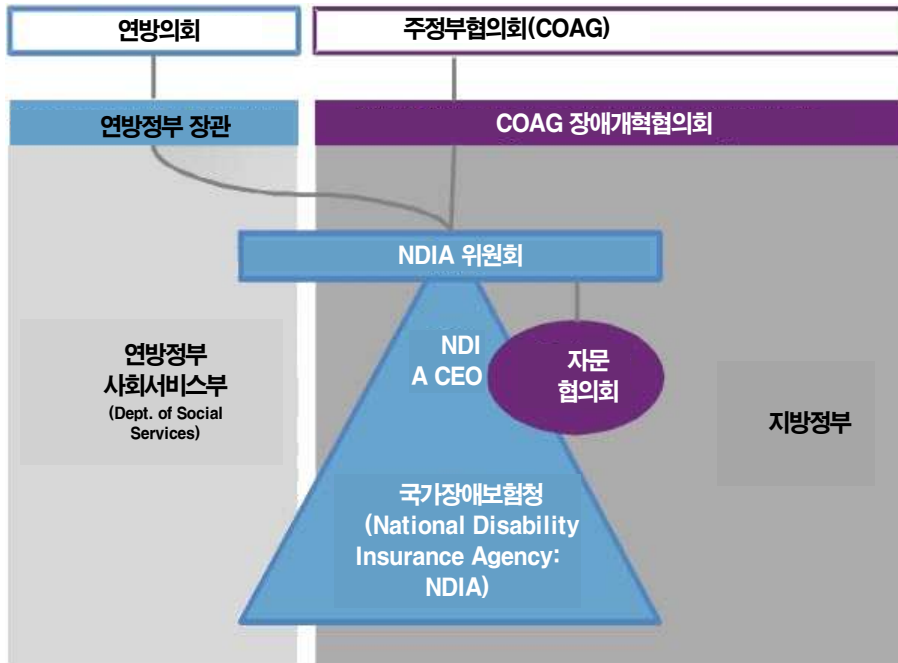 연방의회
주정부협의회(COAG)
연방정부 장관
COAG 장애개혁협의회
NDIA 위원회
연방정부
사회서비스부
(Dept. of Social
Services)
NDI
A CEO
자문
협의회
지방정부
국가장애보험청
(National Disability
Insurance Agency:
NDIA)